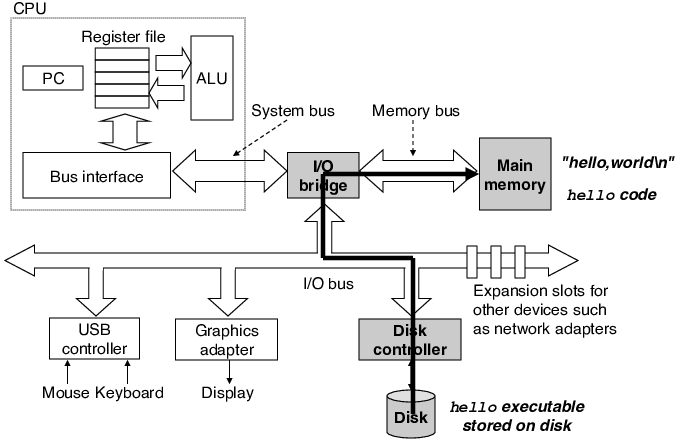 CPU
Register file
PC
ALU
System bus
Memory bus
Bus interface
I/O
bridge
Main
memory
"hello,world\n"
hello code
I/O bus
Expansion slots for
other devices such
as network adapters
USB
controller
Graphics
adapter
Disk
controller
Mouse Keyboard
Display
Disk
hello executable
stored on disk